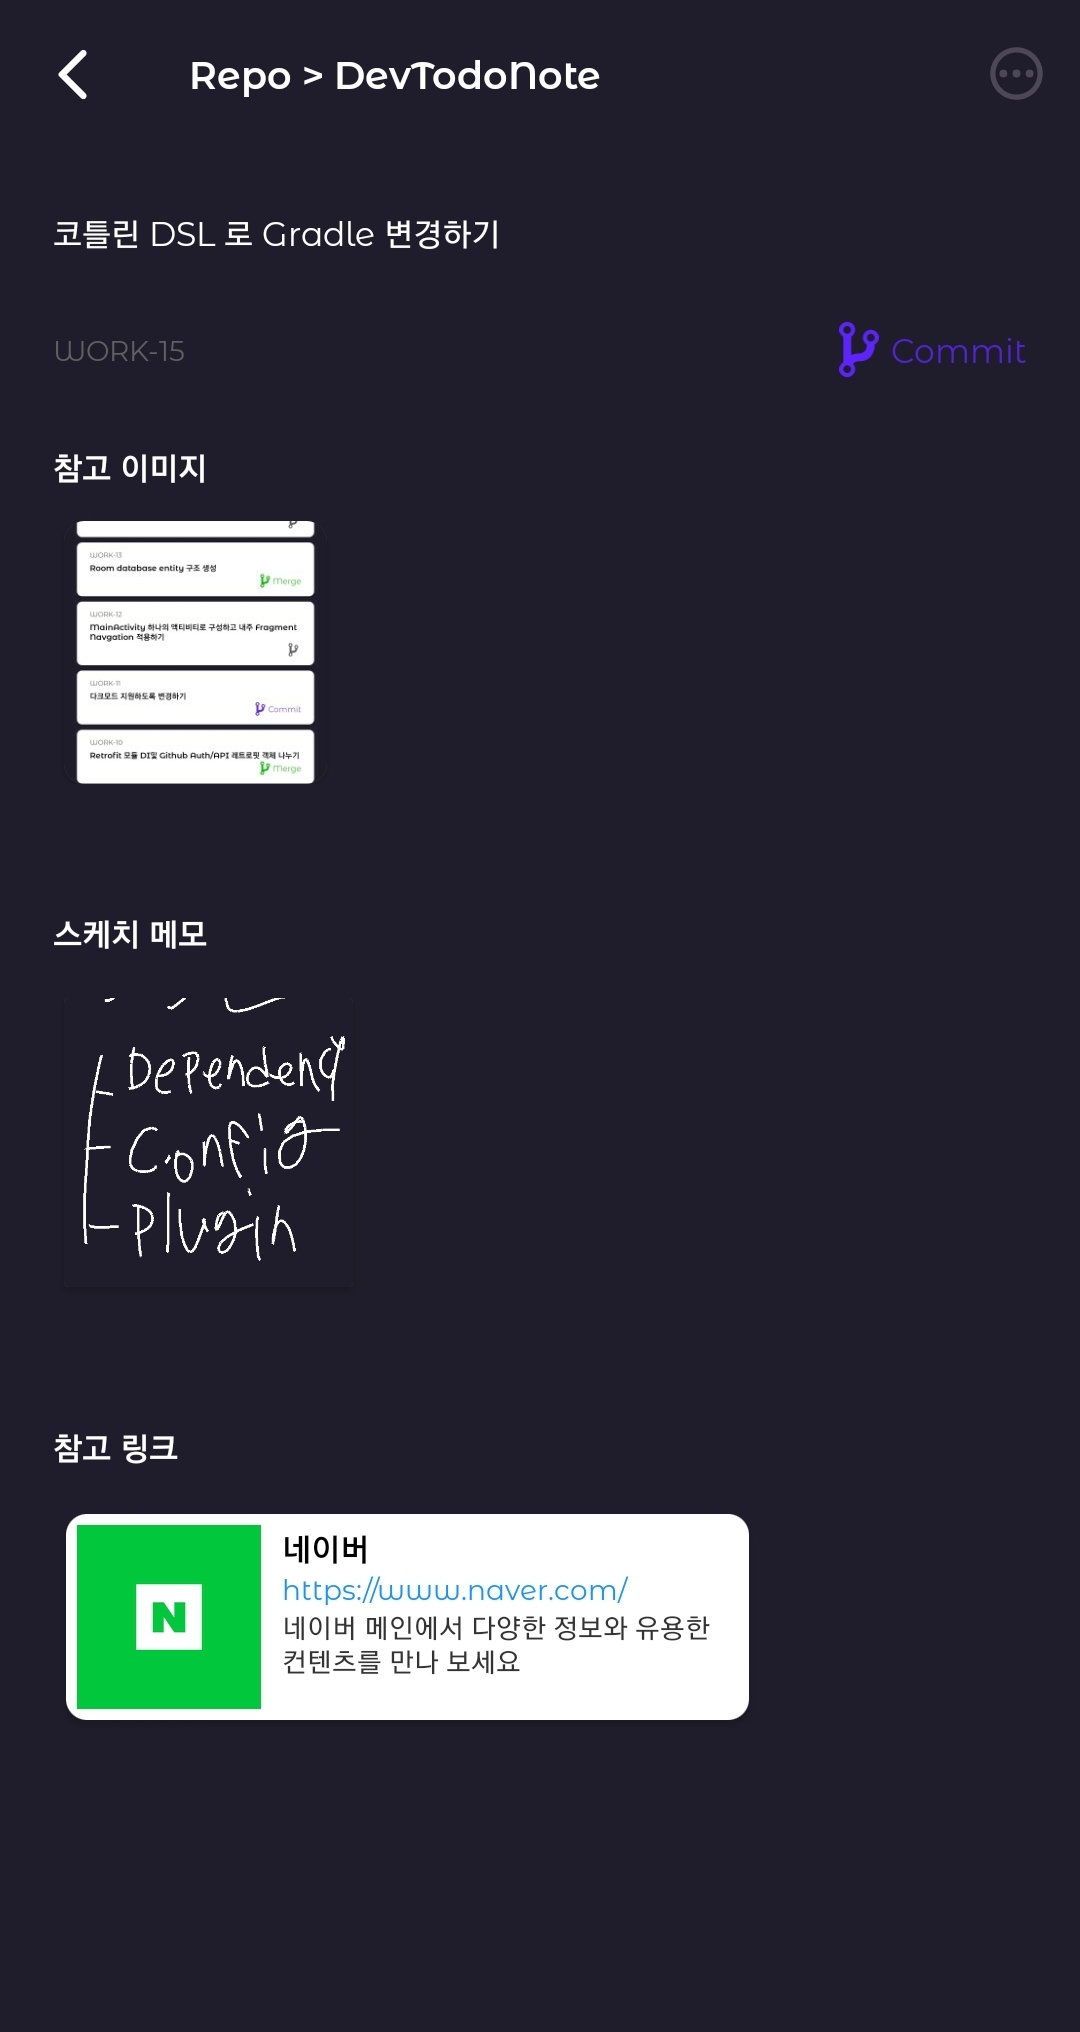 Repo > DevTodoNote
코틀린 DSL 로 Gradle 변경하기
WORK-15
Commit
참고 이미지
WORK-13
Room database entity 구조 생성
Merge
WORK-12
MainActivity 하나의 액티비티로 구성하고 내주 Fragment
Navgation 적용하기
WORK-11
다크모드 지원하도록 변경하기
Commit
WORK-10
Retrofit 모듈 DI및 Github Auth/API 레트로핏 객체 나누기
Merge
스케치 메모
Dependency
Config
Plugin
참고 링크
N
네이버
https://www.naver.com/
네이버 메인에서 다양한 정보와 유용한
컨텐츠를 만나 보세요